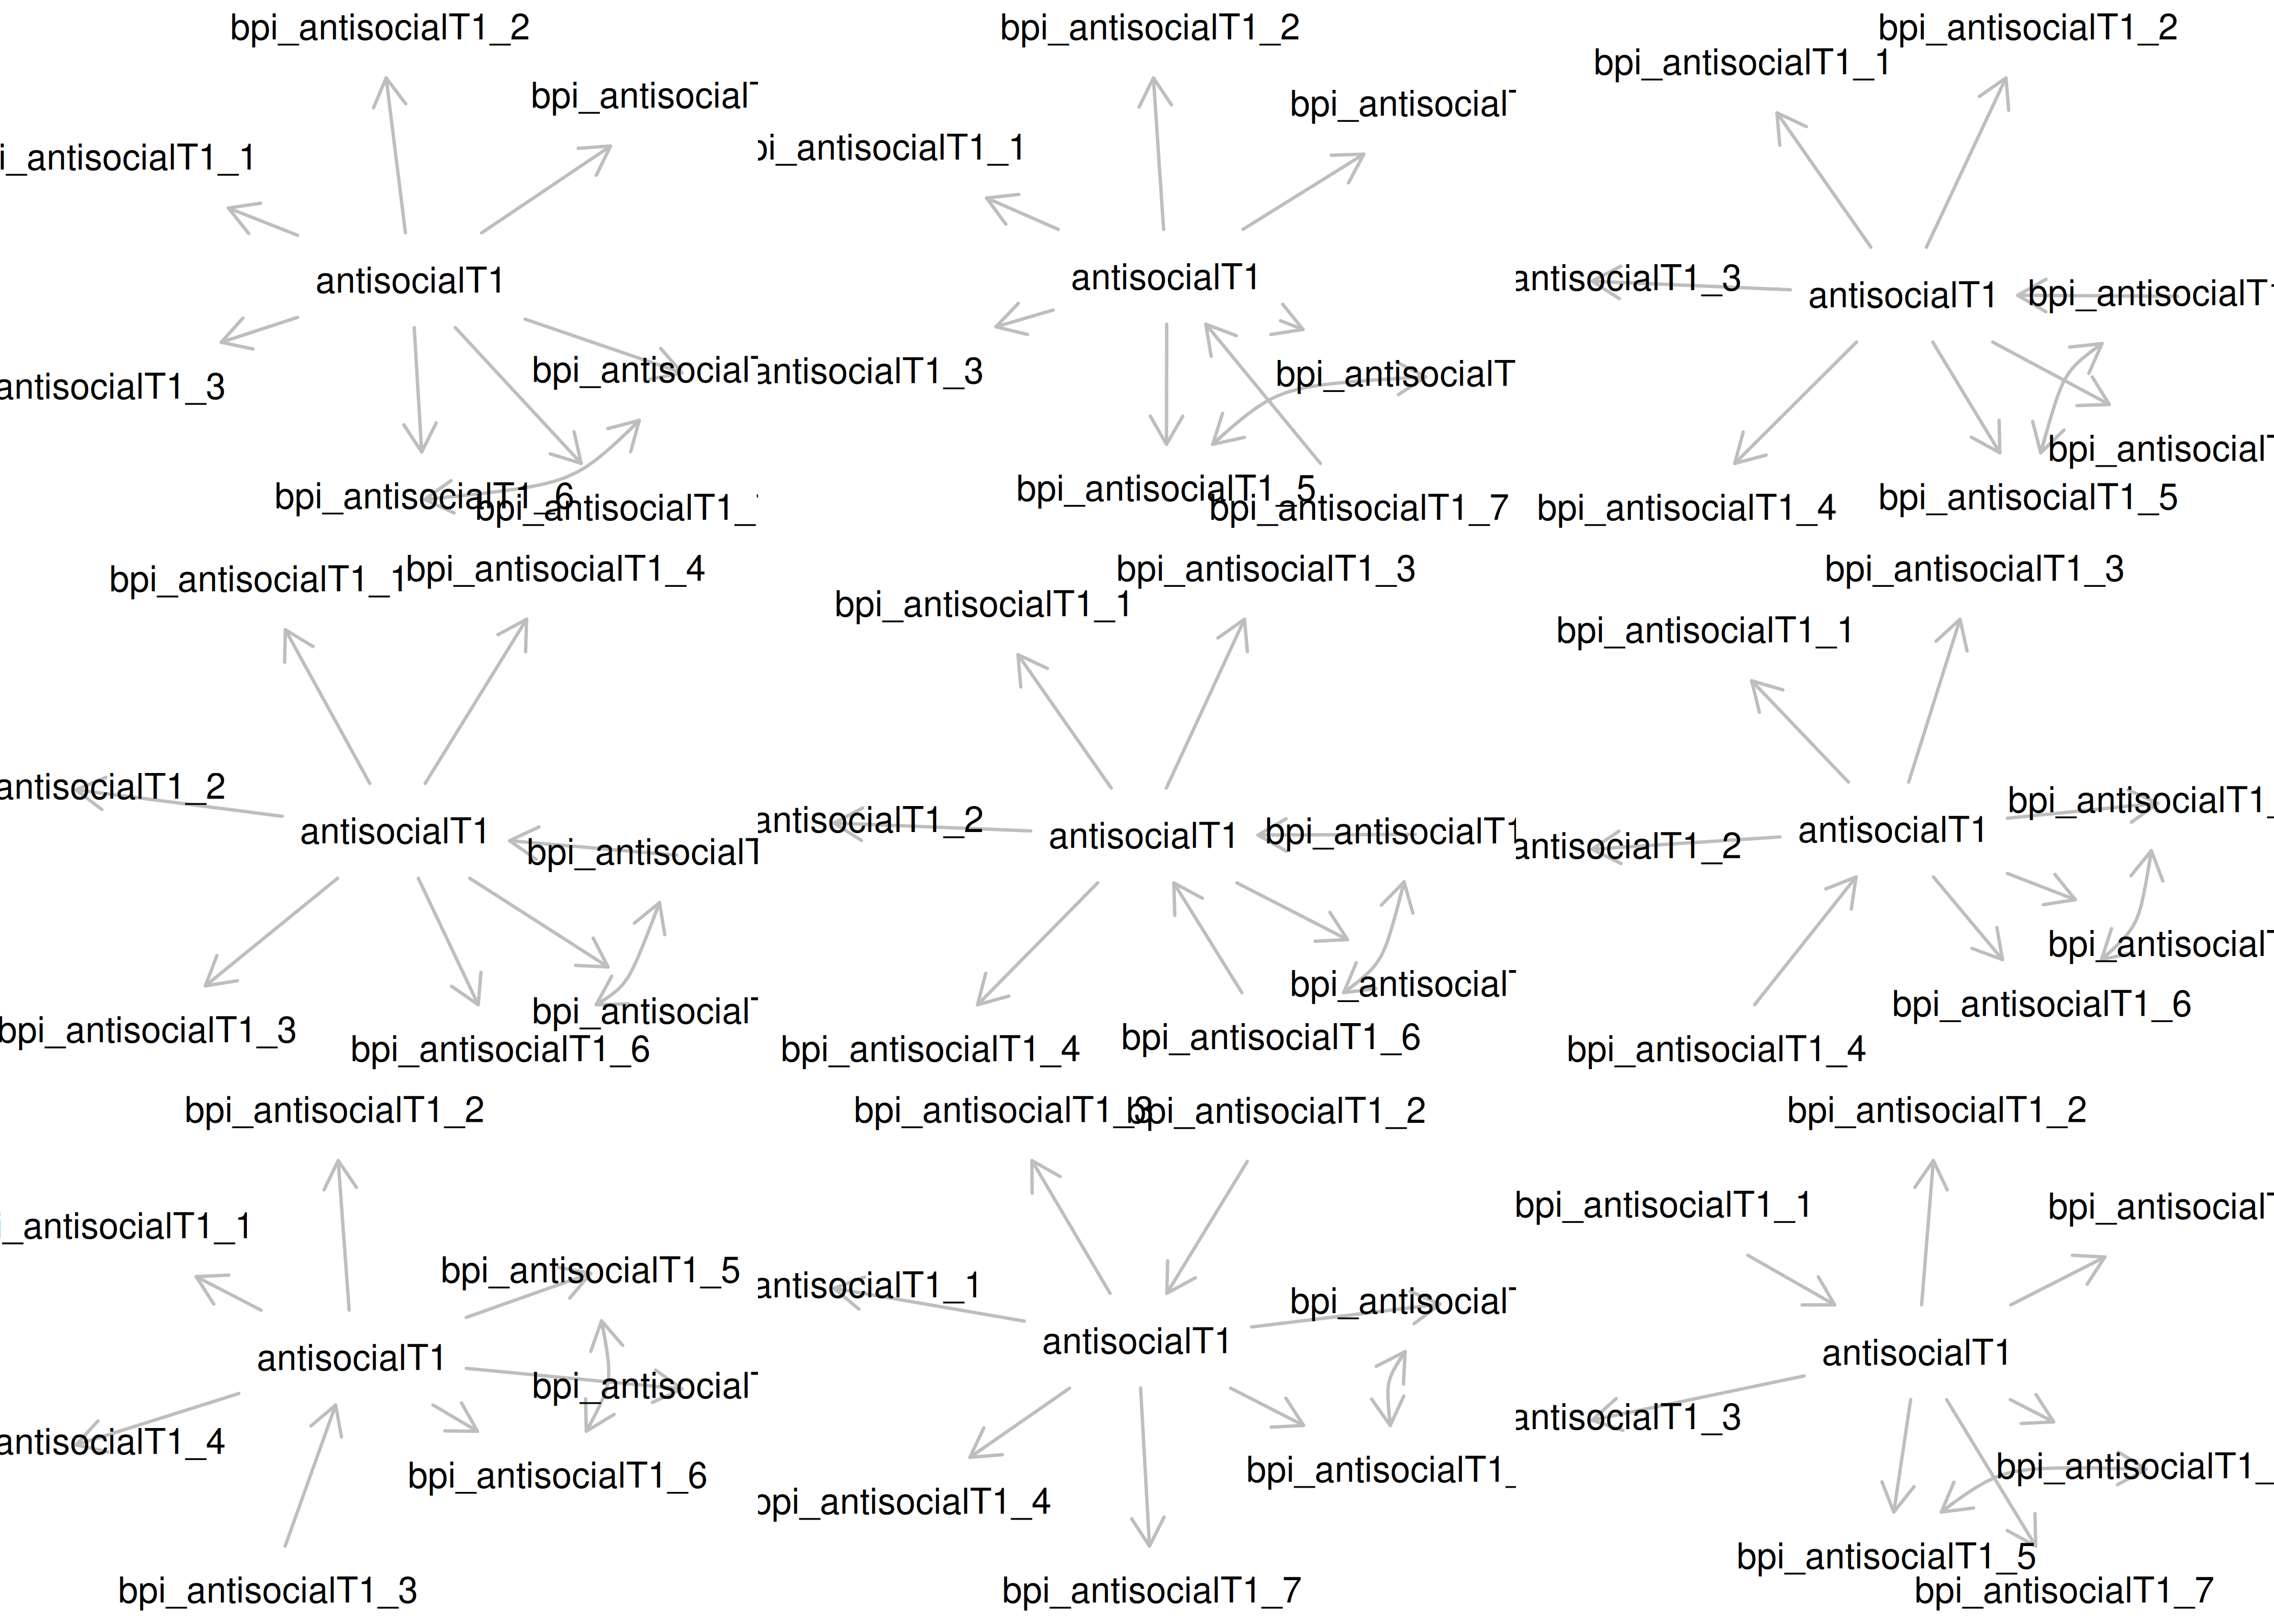 bpi_antisocialT1_2
bpi_antisocial
i_antisocialT1_1
antisocialT1
antisocialT1_3
bpi_antisocial
bpi_antisocialT1_6
bpi_antisocialT1_
bpi_antisocialT1_2
bpi_antisocial
pi_antisocialT1_1
antisocialT1
antisocialT1_3
bpi_antisocialT
bpi_antisocialT1_5
bpi_antisocialT1_7
bpi_antisocialT1_2
bpi_antisocialT1_1
antisocialT1_3
antisocialT1
bpi_antisocialT
bpi_antisocial
bpi_antisocialT1_5
bpi_antisocialT1_4
bpi_antisocialT1_4
bpi_antisocialT1_1
antisocialT1_2
antisocialT1
bpi_antisocialT
bpi_antisocial
bpi_antisocialT1_3
bpi_antisocialT1_6
bpi_antisocialT1_3
bpi_antisocialT1_1
antisocialT1_2
antisocialT1
bpi_antisocialT1
bpi_antisocial
bpi_antisocialT1_6
bpi_antisocialT1_4
bpi_antisocialT1_3
bpi_antisocialT1_1
bpi_antisocialT1_
antisocialT1
antisocialT1_2
bpi_antisocial
bpi_antisocialT1_6
bpi_antisocialT1_4
bpi_antisocialT1_2
i_antisocialT1_1
bpi_antisocialT1_5
antisocialT1
bpi_antisocial
antisocialT1_4
bpi_antisocialT1_6
bpi_antisocialT1_3
bpi_antisocialT1_3
bpi_antisocialT1_2
antisocialT1_1
bpi_antisocial
antisocialT1
bpi_antisocialT1_
bpi_antisocialT1_4
bpi_antisocialT1_7
bpi_antisocialT1_2
bpi_antisocialT1_1
bpi_antisocial
antisocialT1
antisocialT1_3
bpi_antisocialT1_
bpi_antisocialT1_5
bpi_antisocialT1_7